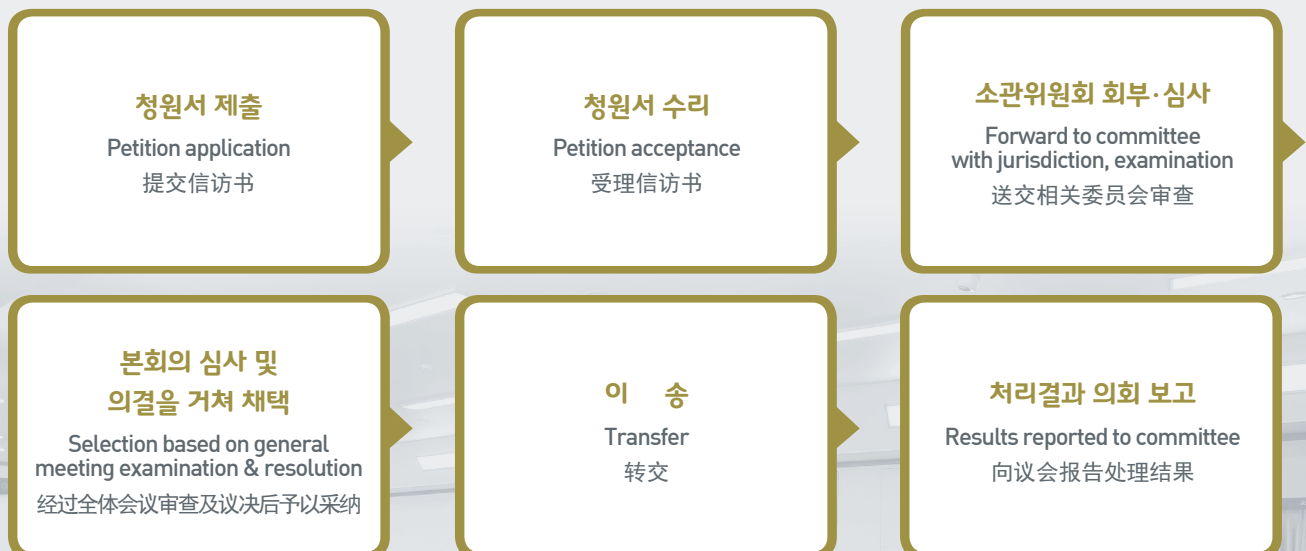 청원서 제출
Petition application
提交信访书
청원서 수리
Petition acceptance
受理信访书
소관위원회 회부·심사
Forward to committee
with jurisdiction, examination
送交相关委员会审查
본회의 심사 및
의결을 거쳐 채택
Selection based on general
meeting examination & resolution
经过全体会议审查及议决后予以采纳
이 송
Transfer
转交
처리결과 의회 보고
Results reported to committee
向议会报告处理结果